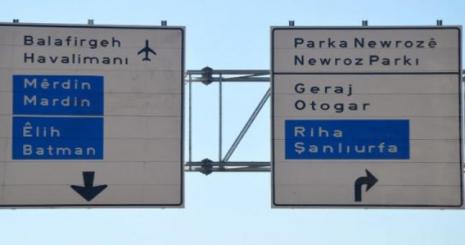 Balafirgeh
Havalimanı
Mêrdin
Mardin
Êlih
Batman
Parka Newrozê
Newroz Parkı
Geraj
Otogar
Riha
Şanlıurfa